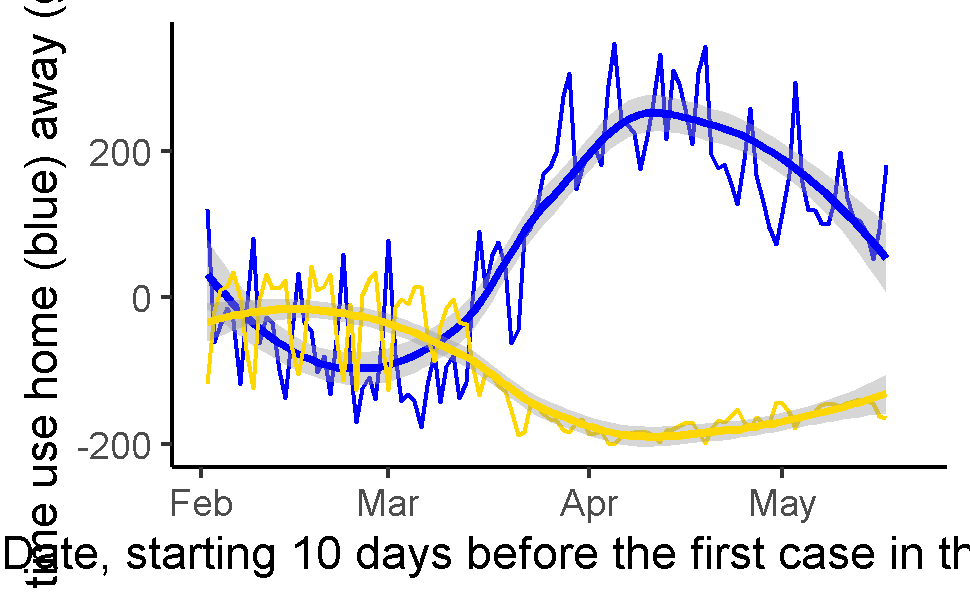 time use home (blue) away (
200
0
-200
Feb Mar Apr May
Date, starting 10 days before the first case in th